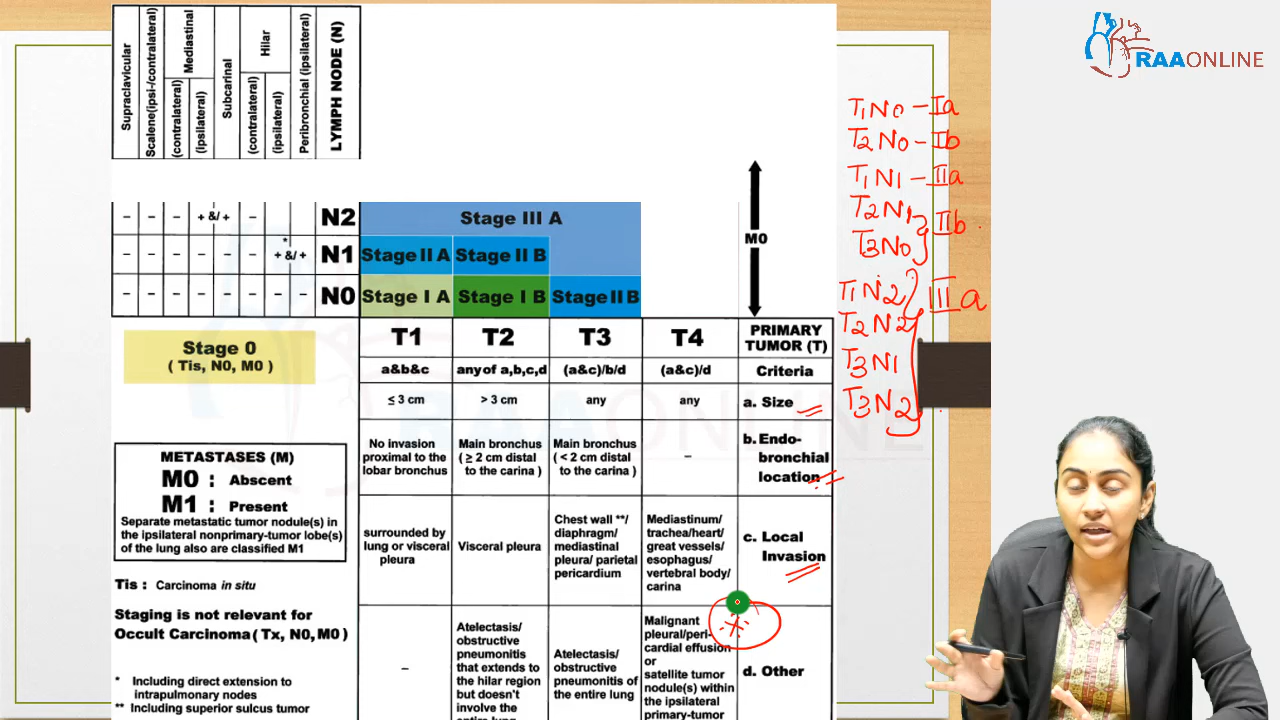 Supraclavicular
Scalene(ipsi-/contralateral)
Mediastinal
(contralateral)
(ipsilateral)
Subcarinal
Hilar
(contralateral)
(ipsilateral)
Peribronchial (ipsilateral)
LYMPH NODE (N)
RAAONLINE
T1N0 - Ia
T2N0 - Ib
T1N1 - IIa
T2N1
T3N0
IIb
T1N2
T2N2
T3N1
T3N2
III a
- - - + &/ + - N2 Stage III A
M0
*
- - - - - - + &/ + N1 Stage II A Stage II B
- - - - - - - - N0 Stage I A Stage I B Stage II B
Stage 0
( Tis, N0, M0 )
T1 T2 T3 T4 PRIMARY
TUMOR (T)
a&b&c any of a,b,c,d (a&c)/b/d (a&c)/d Criteria
≤ 3 cm > 3 cm any any a. Size
No invasion
proximal to the
lobar bronchus
Main bronchus
( ≥ 2 cm distal
to the carina )
Main bronchus
( < 2 cm distal
to the carina )
–
b. Endo-
bronchial
location
surrounded by
lung or visceral
pleura
Visceral pleura
Chest wall **/
diaphragm/
mediastinal
pleura/ parietal
pericardium
Mediastinum/
trachea/heart/
great vessels/
esophagus/
vertebral body/
carina
c. Local
Invasion
–
Atelectasis/
obstructive
pneumonitis
that extends to
the hilar region
but doesn't
involve the
entire lung
Atelectasis/
obstructive
pneumonitis of
the entire lung
Malignant
pleural/peri-
cardial effusion
or
satellite tumor
nodule(s) within
the ipsilateral
primary-tumor
d. Other
METASTASES (M)
M0 : Abscent
M1 : Present
Separate metastatic tumor nodule(s) in
the ipsilateral nonprimary-tumor lobe(s)
of the lung also are classified M1
Tis : Carcinoma in situ
Staging is not relevant for
Occult Carcinoma ( Tx, N0, M0 )
* Including direct extension to
intrapulmonary nodes
** Including superior sulcus tumor
RAAONLINE